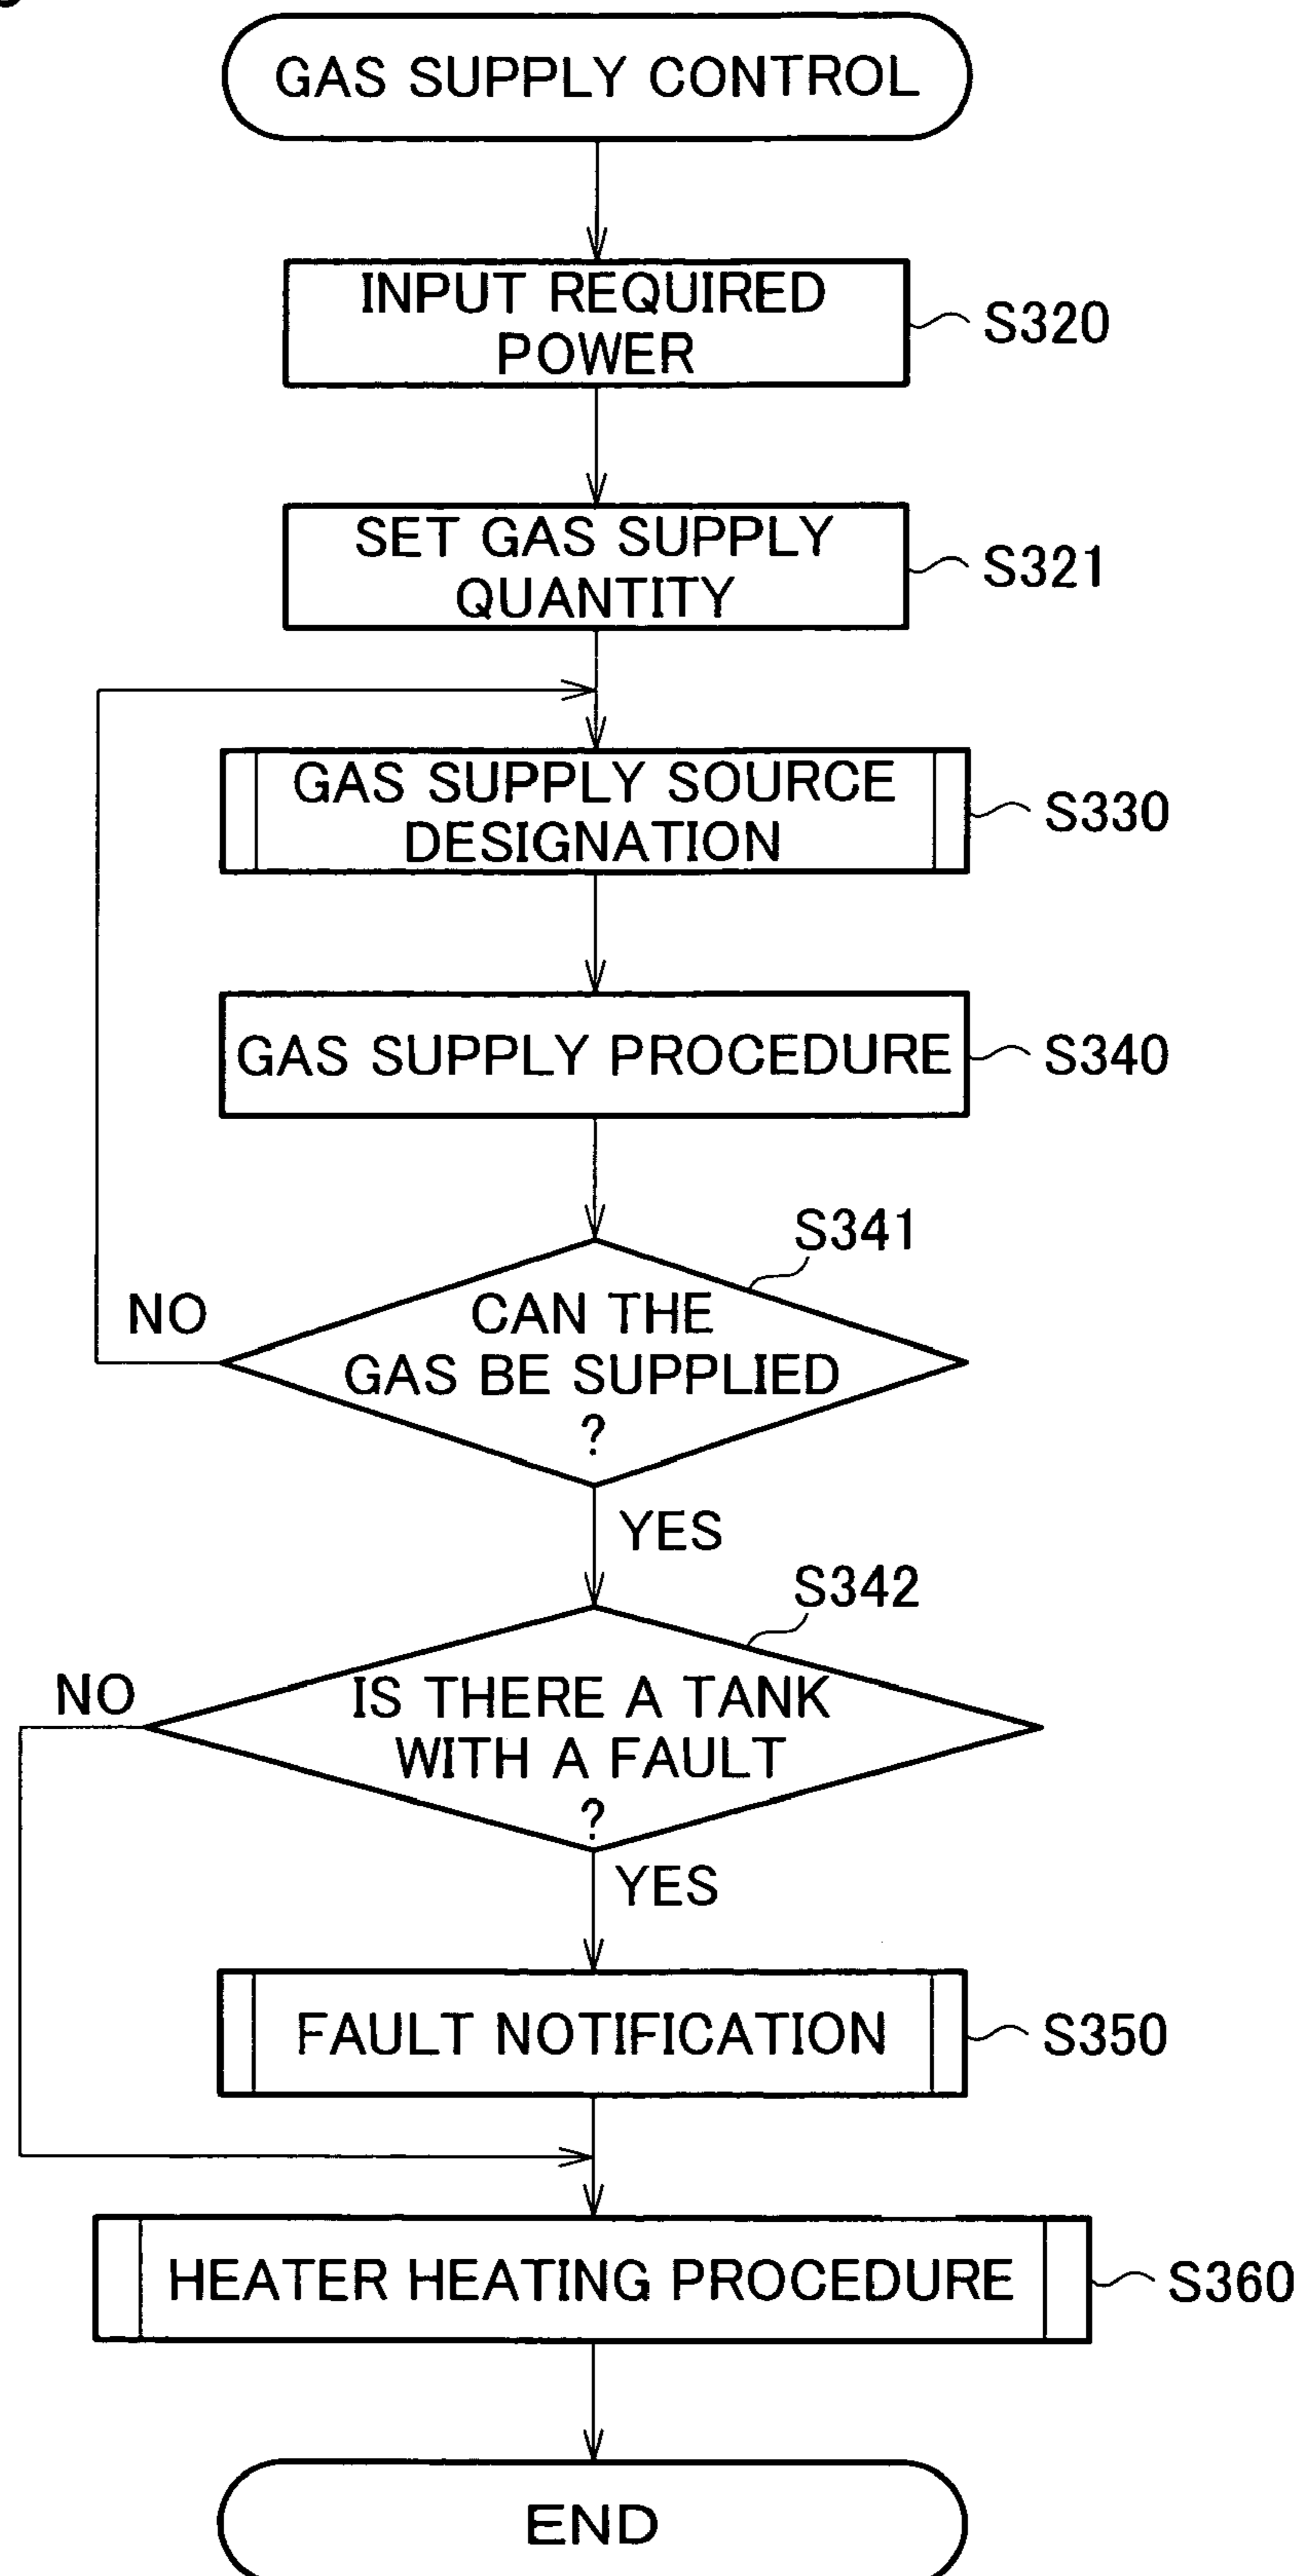 GAS SUPPLY CONTROL
INPUT REQUIRED
POWER
S320
SET GAS SUPPLY
QUANTITY
S321
GAS SUPPLY SOURCE
DESIGNATION
S330
GAS SUPPLY PROCEDURE
S340
S341
NO
CAN THE
GAS BE SUPPLIED
?
YES
S342
NO
IS THERE A TANK
WITH A FAULT
?
YES
FAULT NOTIFICATION
S350
HEATER HEATING PROCEDURE
S360
END